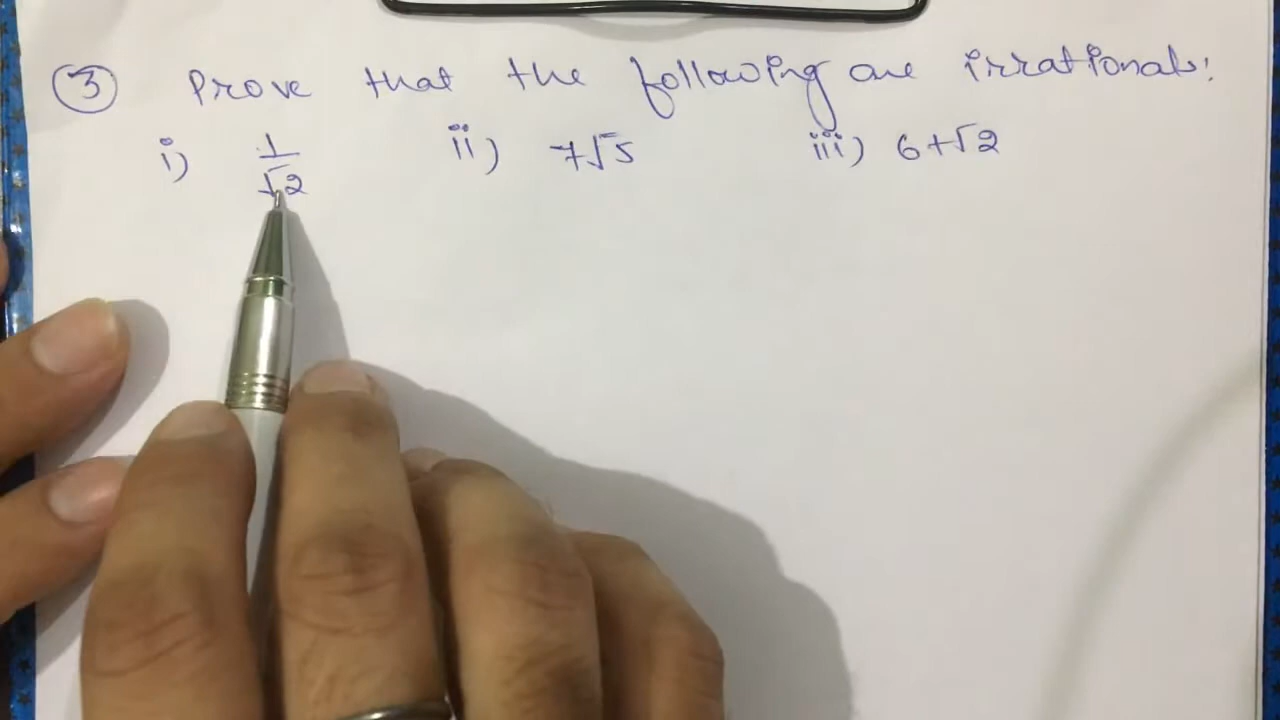 ③ Prove that the following are irrationals:
i) 1/√2 ii) 7√5 iii) 6+√2